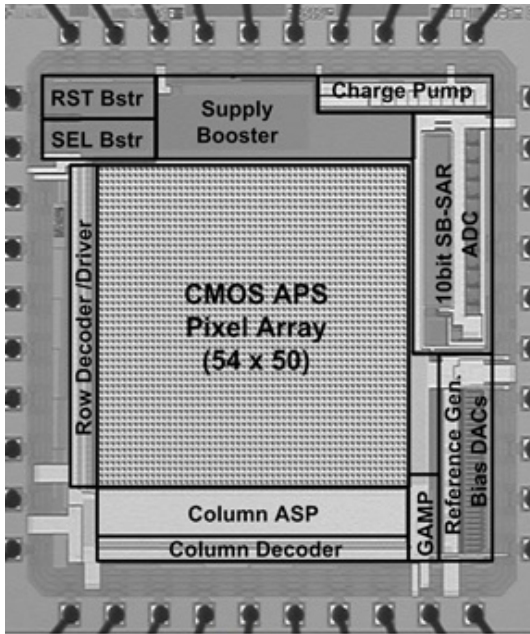 RST Bstr
SEL Bstr
Supply
Booster
Charge Pump
10bit SB-SAR
ADC
Row Decoder /Driver
CMOS APS
Pixel Array
(54 x 50)
Reference Gen.
Bias DACs
Column ASP
GAMP
Column Decoder